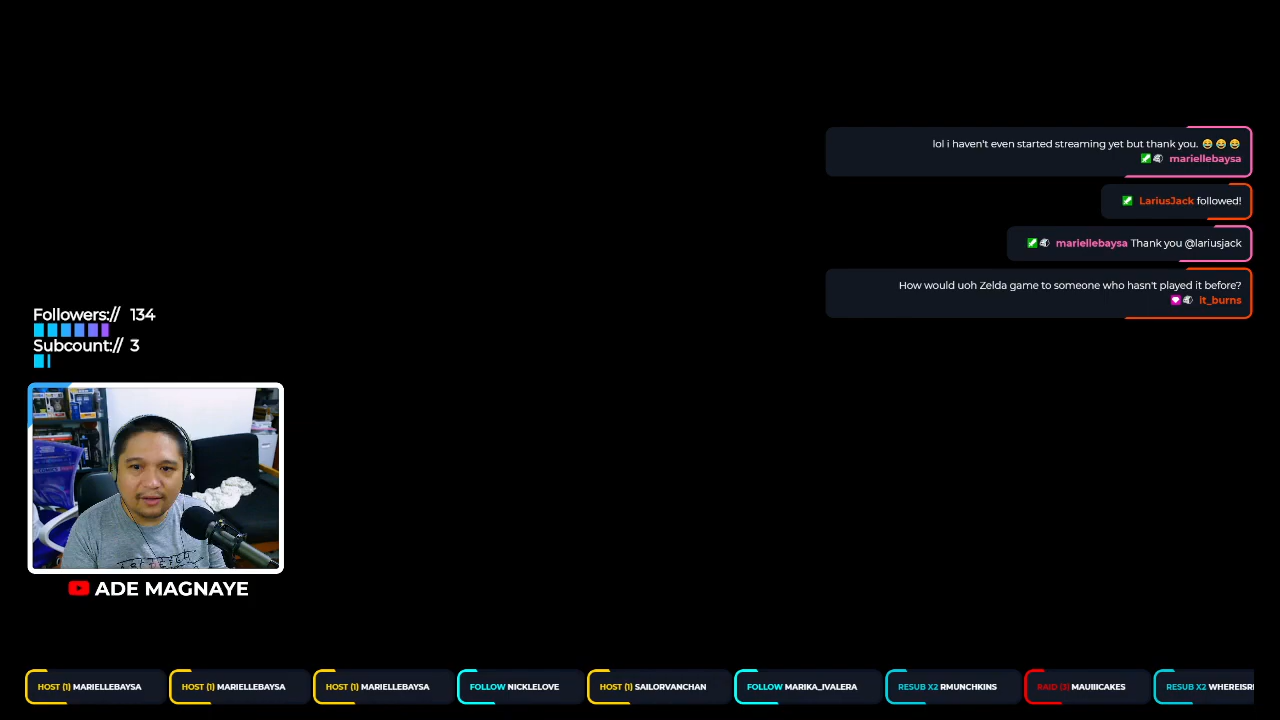 lol i haven't even started streaming yet but thank you. 😂 😂 😂
mariellebaysa
LariusJack followed!
mariellebaysa Thank you @lariusjack
How would uoh Zelda game to someone who hasn't played it before?
it_burns
Followers:// 134
Subcount:// 3
ADE MAGNAYE
HOST (1) MARIELLEBAYSA
HOST (1) MARIELLEBAYSA
HOST (1) MARIELLEBAYSA
FOLLOW NICKLELOVE
HOST (1) SAILORVANCHAN
FOLLOW MARIKA_IVALERA
RESUB X2 RMUNCHKINS
RAID (3) MAUIIICAKES
RESUB X2